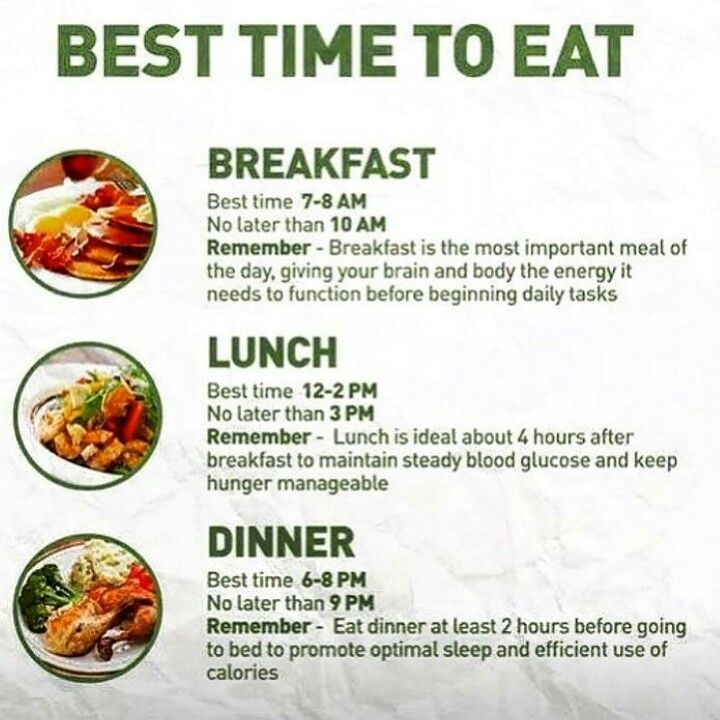 BEST TIME TO EAT
BREAKFAST
Best time 7-8 AM
No later than 10 AM
Remember - Breakfast is the most important meal of
the day, giving your brain and body the energy it
needs to function before beginning daily tasks
LUNCH
Best time 12-2 PM
No later than 3 PM
Remember - Lunch is ideal about 4 hours after
breakfast to maintain steady blood glucose and keep
hunger manageable
DINNER
Best time 6-8 PM
No later than 9 PM
Remember - Eat dinner at least 2 hours before going
to bed to promote optimal sleep and efficient use of
calories